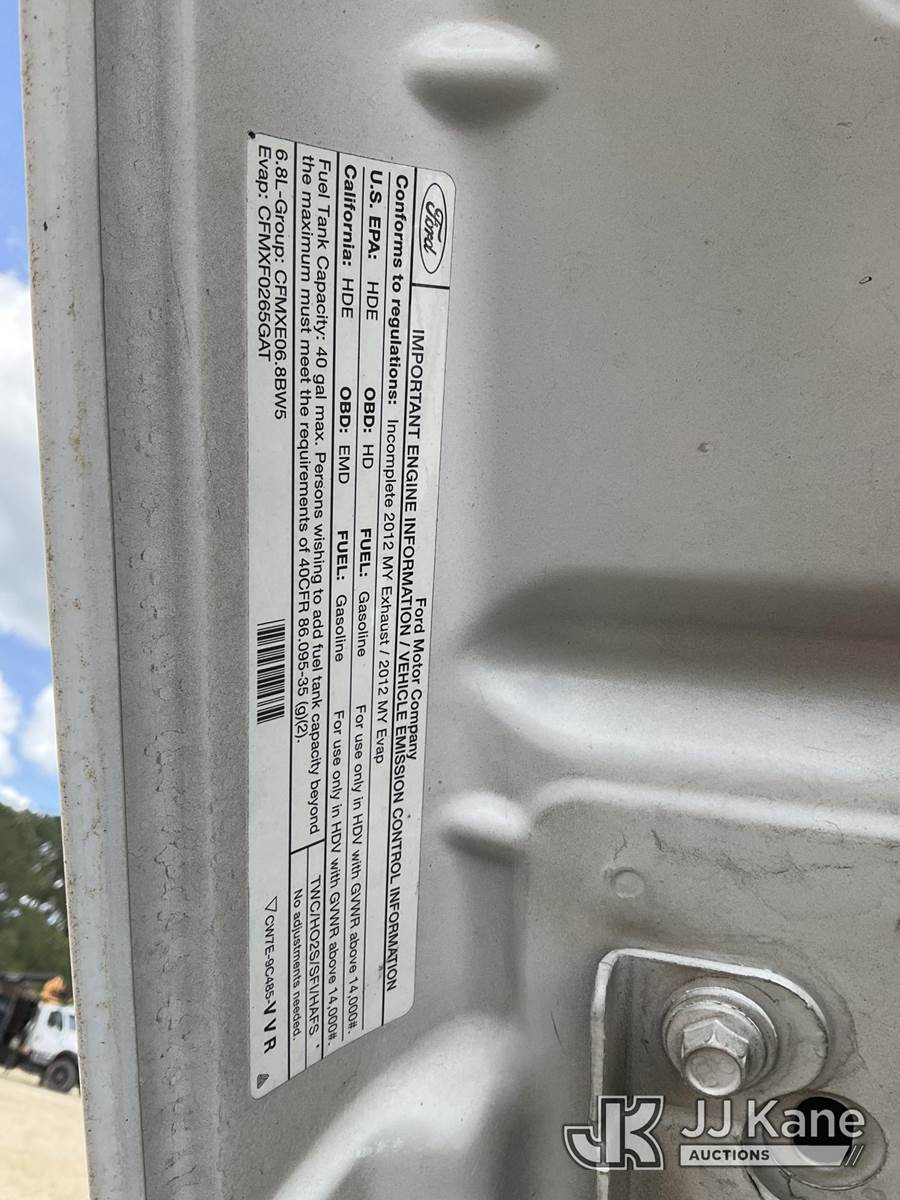 Ford
Ford Motor Company
IMPORTANT ENGINE INFORMATION / VEHICLE EMISSION CONTROL INFORMATION
Conforms to regulations: Incomplete 2012 MY Exhaust / 2012 MY Evap
U.S. EPA: HDE OBD: HD FUEL: Gasoline For use only in HDV with GVWR above 14,000#.
California: HDE OBD: EMD FUEL: Gasoline For use only in HDV with GVWR above 14,000#.
Fuel Tank Capacity: 40 gal max. Persons wishing to add fuel tank capacity beyond
the maximum must meet the requirements of 40CFR 86.095-35 (g)(2).
TWC/HO2S/SFI/HAFS
No adjustments needed.
6.8L-Group: CFMXE06.8BW5
Evap: CFMXF0265GAT
CW7E-9C485-VVR
JK JJ Kane
AUCTIONS